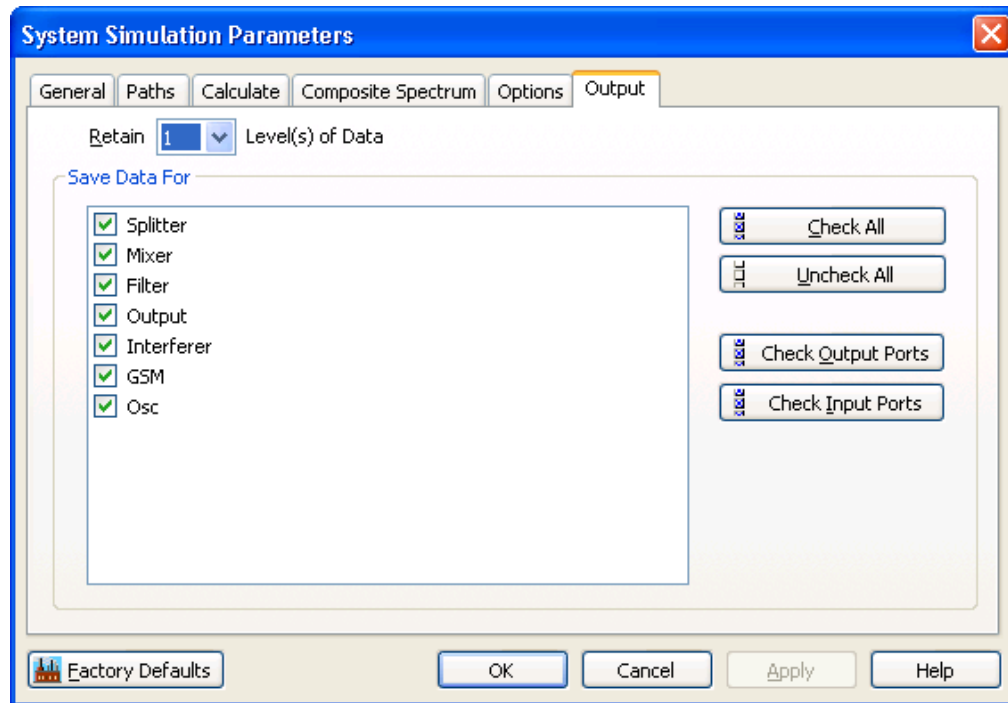 System Simulation Parameters
General Paths Calculate Composite Spectrum Options Output
Retain 1 Level(s) of Data
Save Data For
Splitter
Mixer
Filter
Output
Interferer
GSM
Osc
Check All
Uncheck All
Check Output Ports
Check Input Ports
Factory Defaults OK Cancel Apply Help